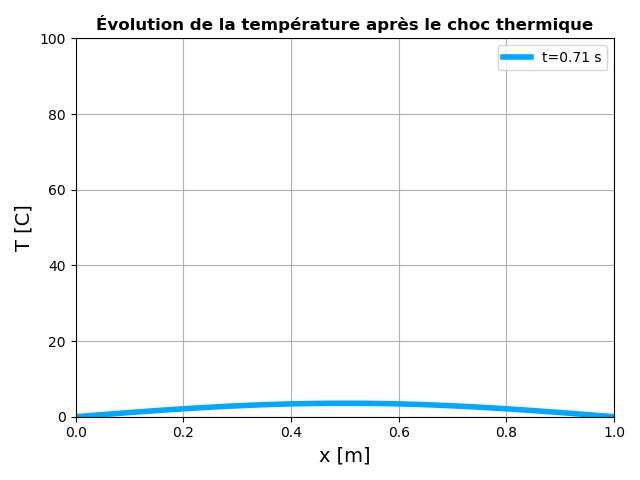 Évolution de la température après le choc thermique
t=0.71 s
T [C]
100
80
60
40
20
0
0.0 0.2 0.4 0.6 0.8 1.0
x [m]